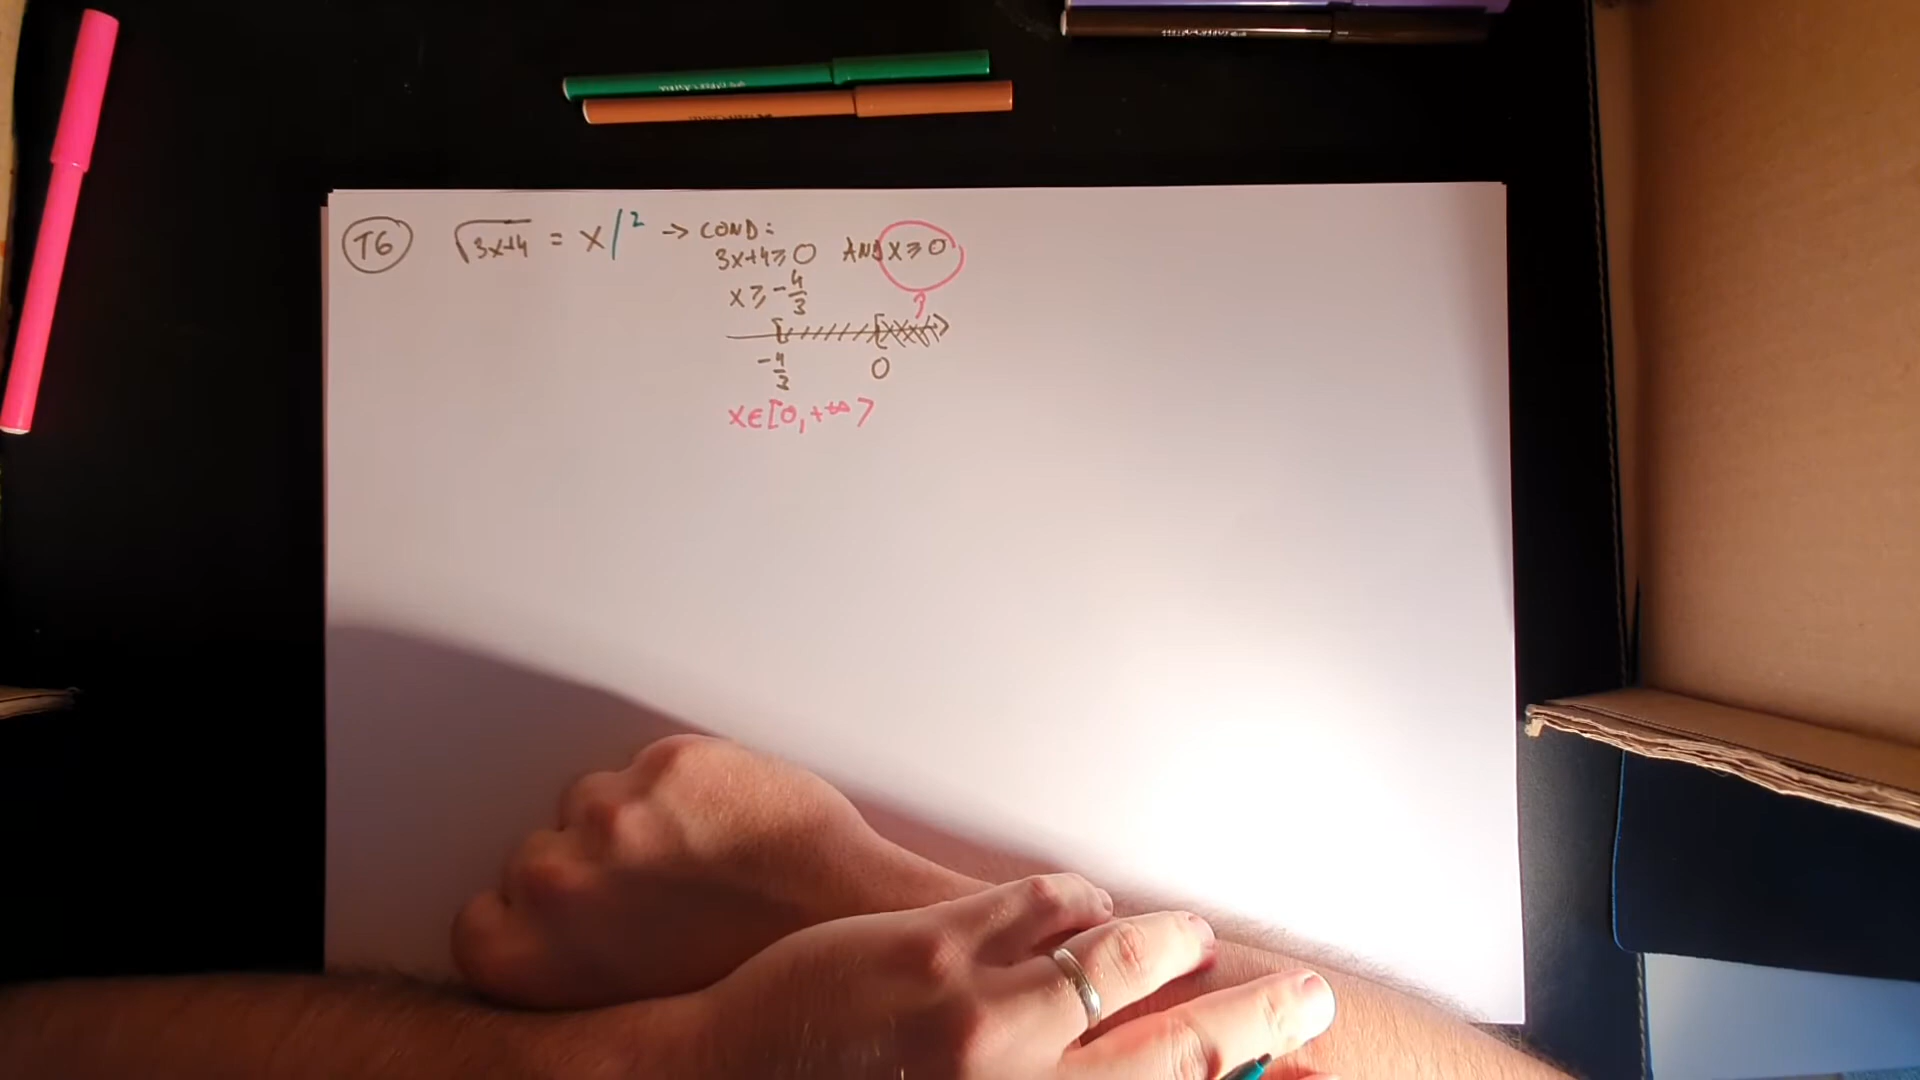 T6 √3x+4 = x /² → COND:
3x+4≥0 AND x≥0
x≥-4/3
-4/3 0
x∈[0,+∞>